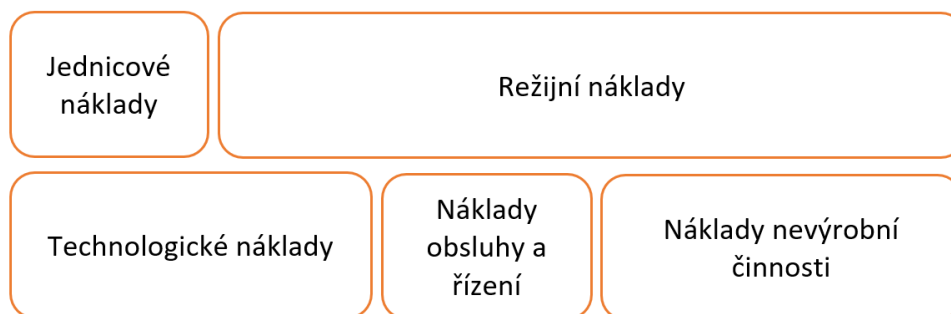 Jednicové
náklady
Režijní náklady
Technologické náklady
Náklady
obsluhy a
řízení
Náklady nevýrobní
činnosti